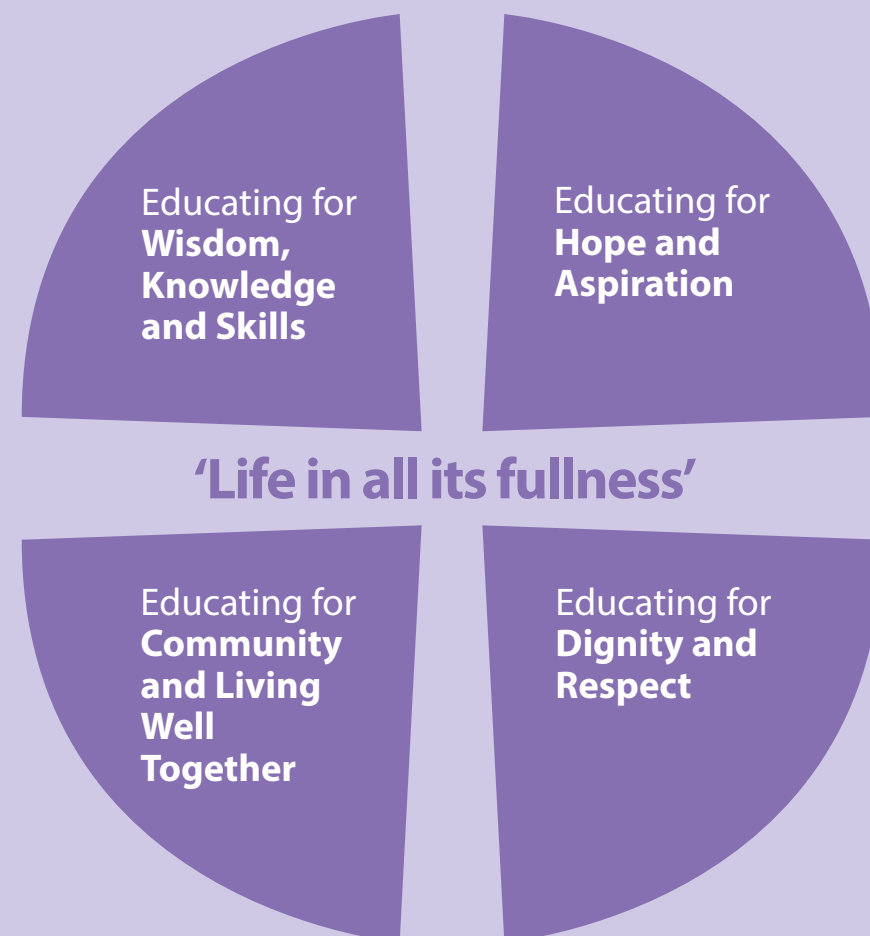 Educating for
Wisdom,
Knowledge
and Skills
Educating for
Hope and
Aspiration
‘Life in all its fullness’
Educating for
Community
and Living
Well
Together
Educating for
Dignity and
Respect